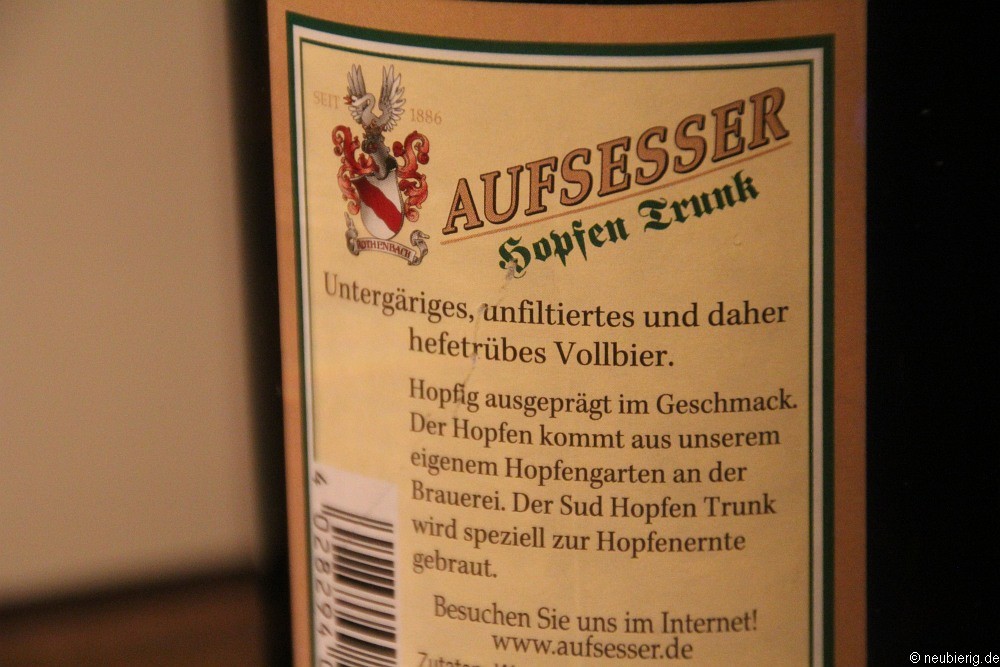 SEIT 1886
AUFSESSER
Hopfen Trunk
ROTHENBACH
Untergäriges, unfiltiertes und daher
hefetrübes Vollbier.
Hopfig ausgeprägt im Geschmack.
Der Hopfen kommt aus unserem
eigenem Hopfengarten an der
Brauerei. Der Sud Hopfen Trunk
wird speziell zur Hopfenernte
gebraut.
4 028294
Besuchen Sie uns im Internet!
www.aufsesser.de
© neubierig.de